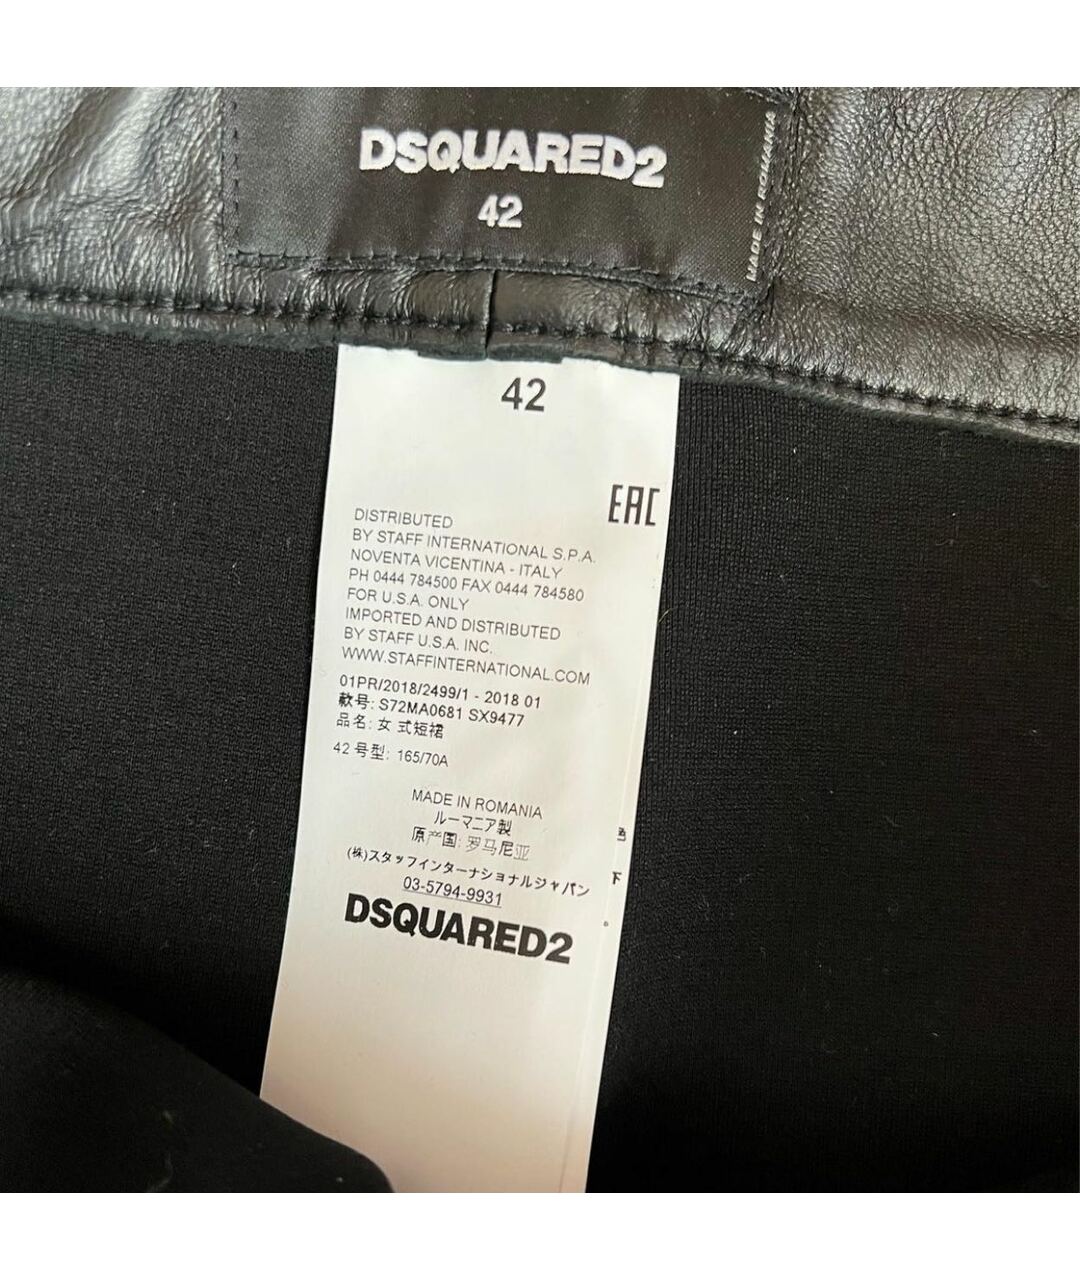 DSQUARED2
42
MADE IN ROMANIA
42
EAC
DISTRIBUTED
BY STAFF INTERNATIONAL S.P.A.
NOVENTA VICENTINA - ITALY
PH 0444 784500 FAX 0444 784580
FOR U.S.A. ONLY
IMPORTED AND DISTRIBUTED
BY STAFF U.S.A. INC.
WWW.STAFFINTERNATIONAL.COM
01PR/2018/2499/1 - 2018 01
款号: S72MA0681 SX9477
品名: 女 式短裙
42 号型: 165/70A
MADE IN ROMANIA
ルーマニア製
原产国: 罗马尼亚
(株)スタッフインターナショナルジャパン
03-5794-9931
DSQUARED2
色
下